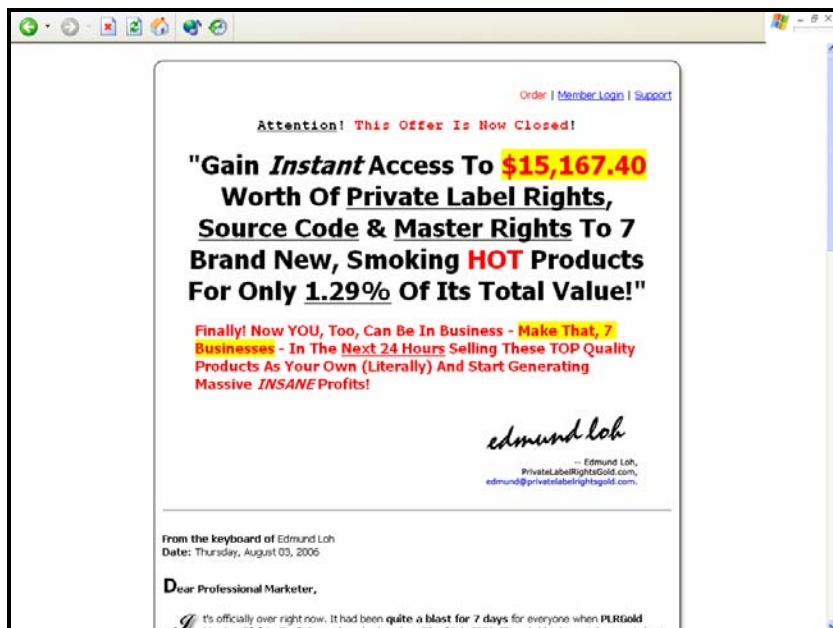 Order | Member Login | Support
Attention! This Offer Is Now Closed!
"Gain Instant Access To $15,167.40
Worth Of Private Label Rights,
Source Code & Master Rights To 7
Brand New, Smoking HOT Products
For Only 1.29% Of Its Total Value!"
Finally! Now YOU, Too, Can Be In Business - Make That, 7
Businesses - In The Next 24 Hours Selling These TOP Quality
Products As Your Own (Literally) And Start Generating
Massive INSANE Profits!
edmund loh
-- Edmund Loh,
PrivateLabelRightsGold.com,
edmund@privatelabelrightsgold.com.
From the keyboard of Edmund Loh
Date: Thursday, August 03, 2006
Dear Professional Marketer,
It's officially over right now. It had been quite a blast for 7 days for everyone when PLRGold